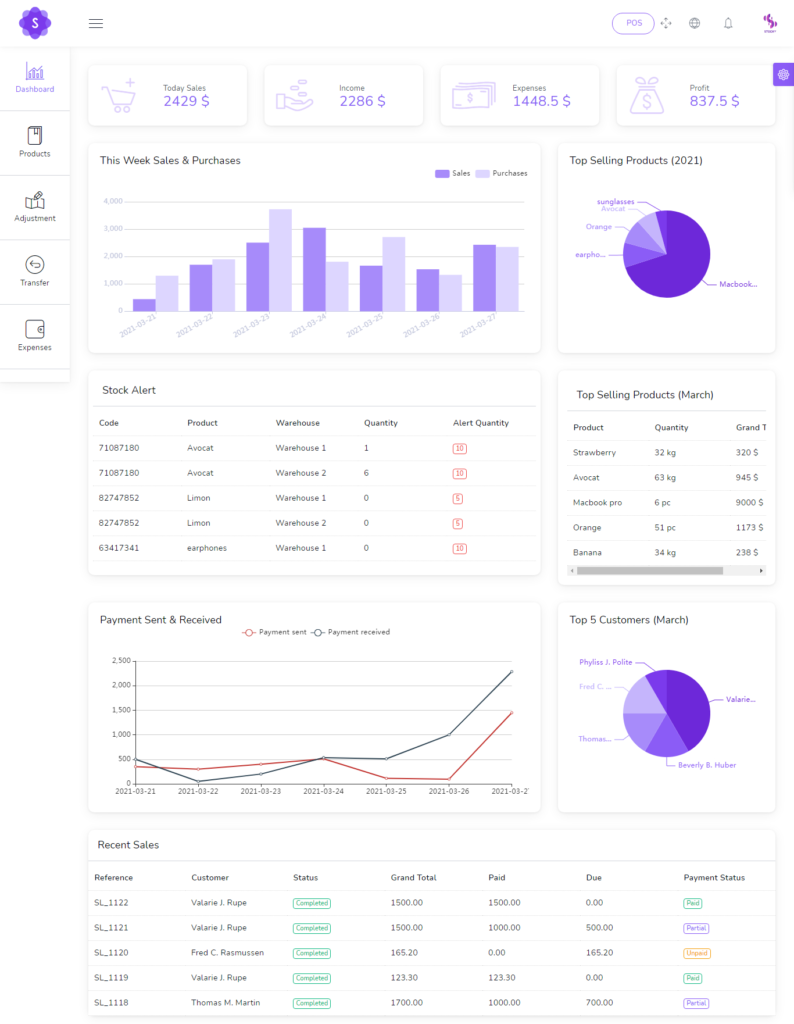 S
POS
Dashboard
Products
Adjustment
Transfer
Expenses
Today Sales
2429 $
Income
2286 $
$
Expenses
1448.5 $
$
Profit
837.5 $
This Week Sales & Purchases
Sales Purchases
4,000
3,000
2,000
1,000
0
2021-03-21 2021-03-22 2021-03-23 2021-03-24 2021-03-25 2021-03-26 2021-03-27
Top Selling Products (2021)
sunglasses
Avocat
Orange
earpho...
Macbook...
Stock Alert
Code Product Warehouse Quantity Alert Quantity
71087180 Avocat Warehouse 1 1 10
71087180 Avocat Warehouse 2 6 10
82747852 Limon Warehouse 1 0 5
82747852 Limon Warehouse 2 0 5
63417341 earphones Warehouse 1 0 10
Top Selling Products (March)
Product Quantity Grand T
Strawberry 32 kg 320 $
Avocat 63 kg 945 $
Macbook pro 6 pc 9000 $
Orange 51 pc 1173 $
Banana 34 kg 238 $
Payment Sent & Received
Payment sent Payment received
2,500
2,000
1,500
1,000
500
0
2021-03-21 2021-03-22 2021-03-23 2021-03-24 2021-03-25 2021-03-26 2021-03-27
Top 5 Customers (March)
Phyliss J. Polite
Fred C. ...
Valarie...
Thomas...
Beverly B. Huber
Recent Sales
Reference Customer Status Grand Total Paid Due Payment Status
SL_1122 Valarie J. Rupe Completed 1500.00 1500.00 0.00 Paid
SL_1121 Valarie J. Rupe Completed 1500.00 1000.00 500.00 Partial
SL_1120 Fred C. Rasmussen Completed 165.20 0.00 165.20 Unpaid
SL_1119 Valarie J. Rupe Completed 123.30 123.30 0.00 Paid
SL_1118 Thomas M. Martin Completed 1700.00 1000.00 700.00 Partial